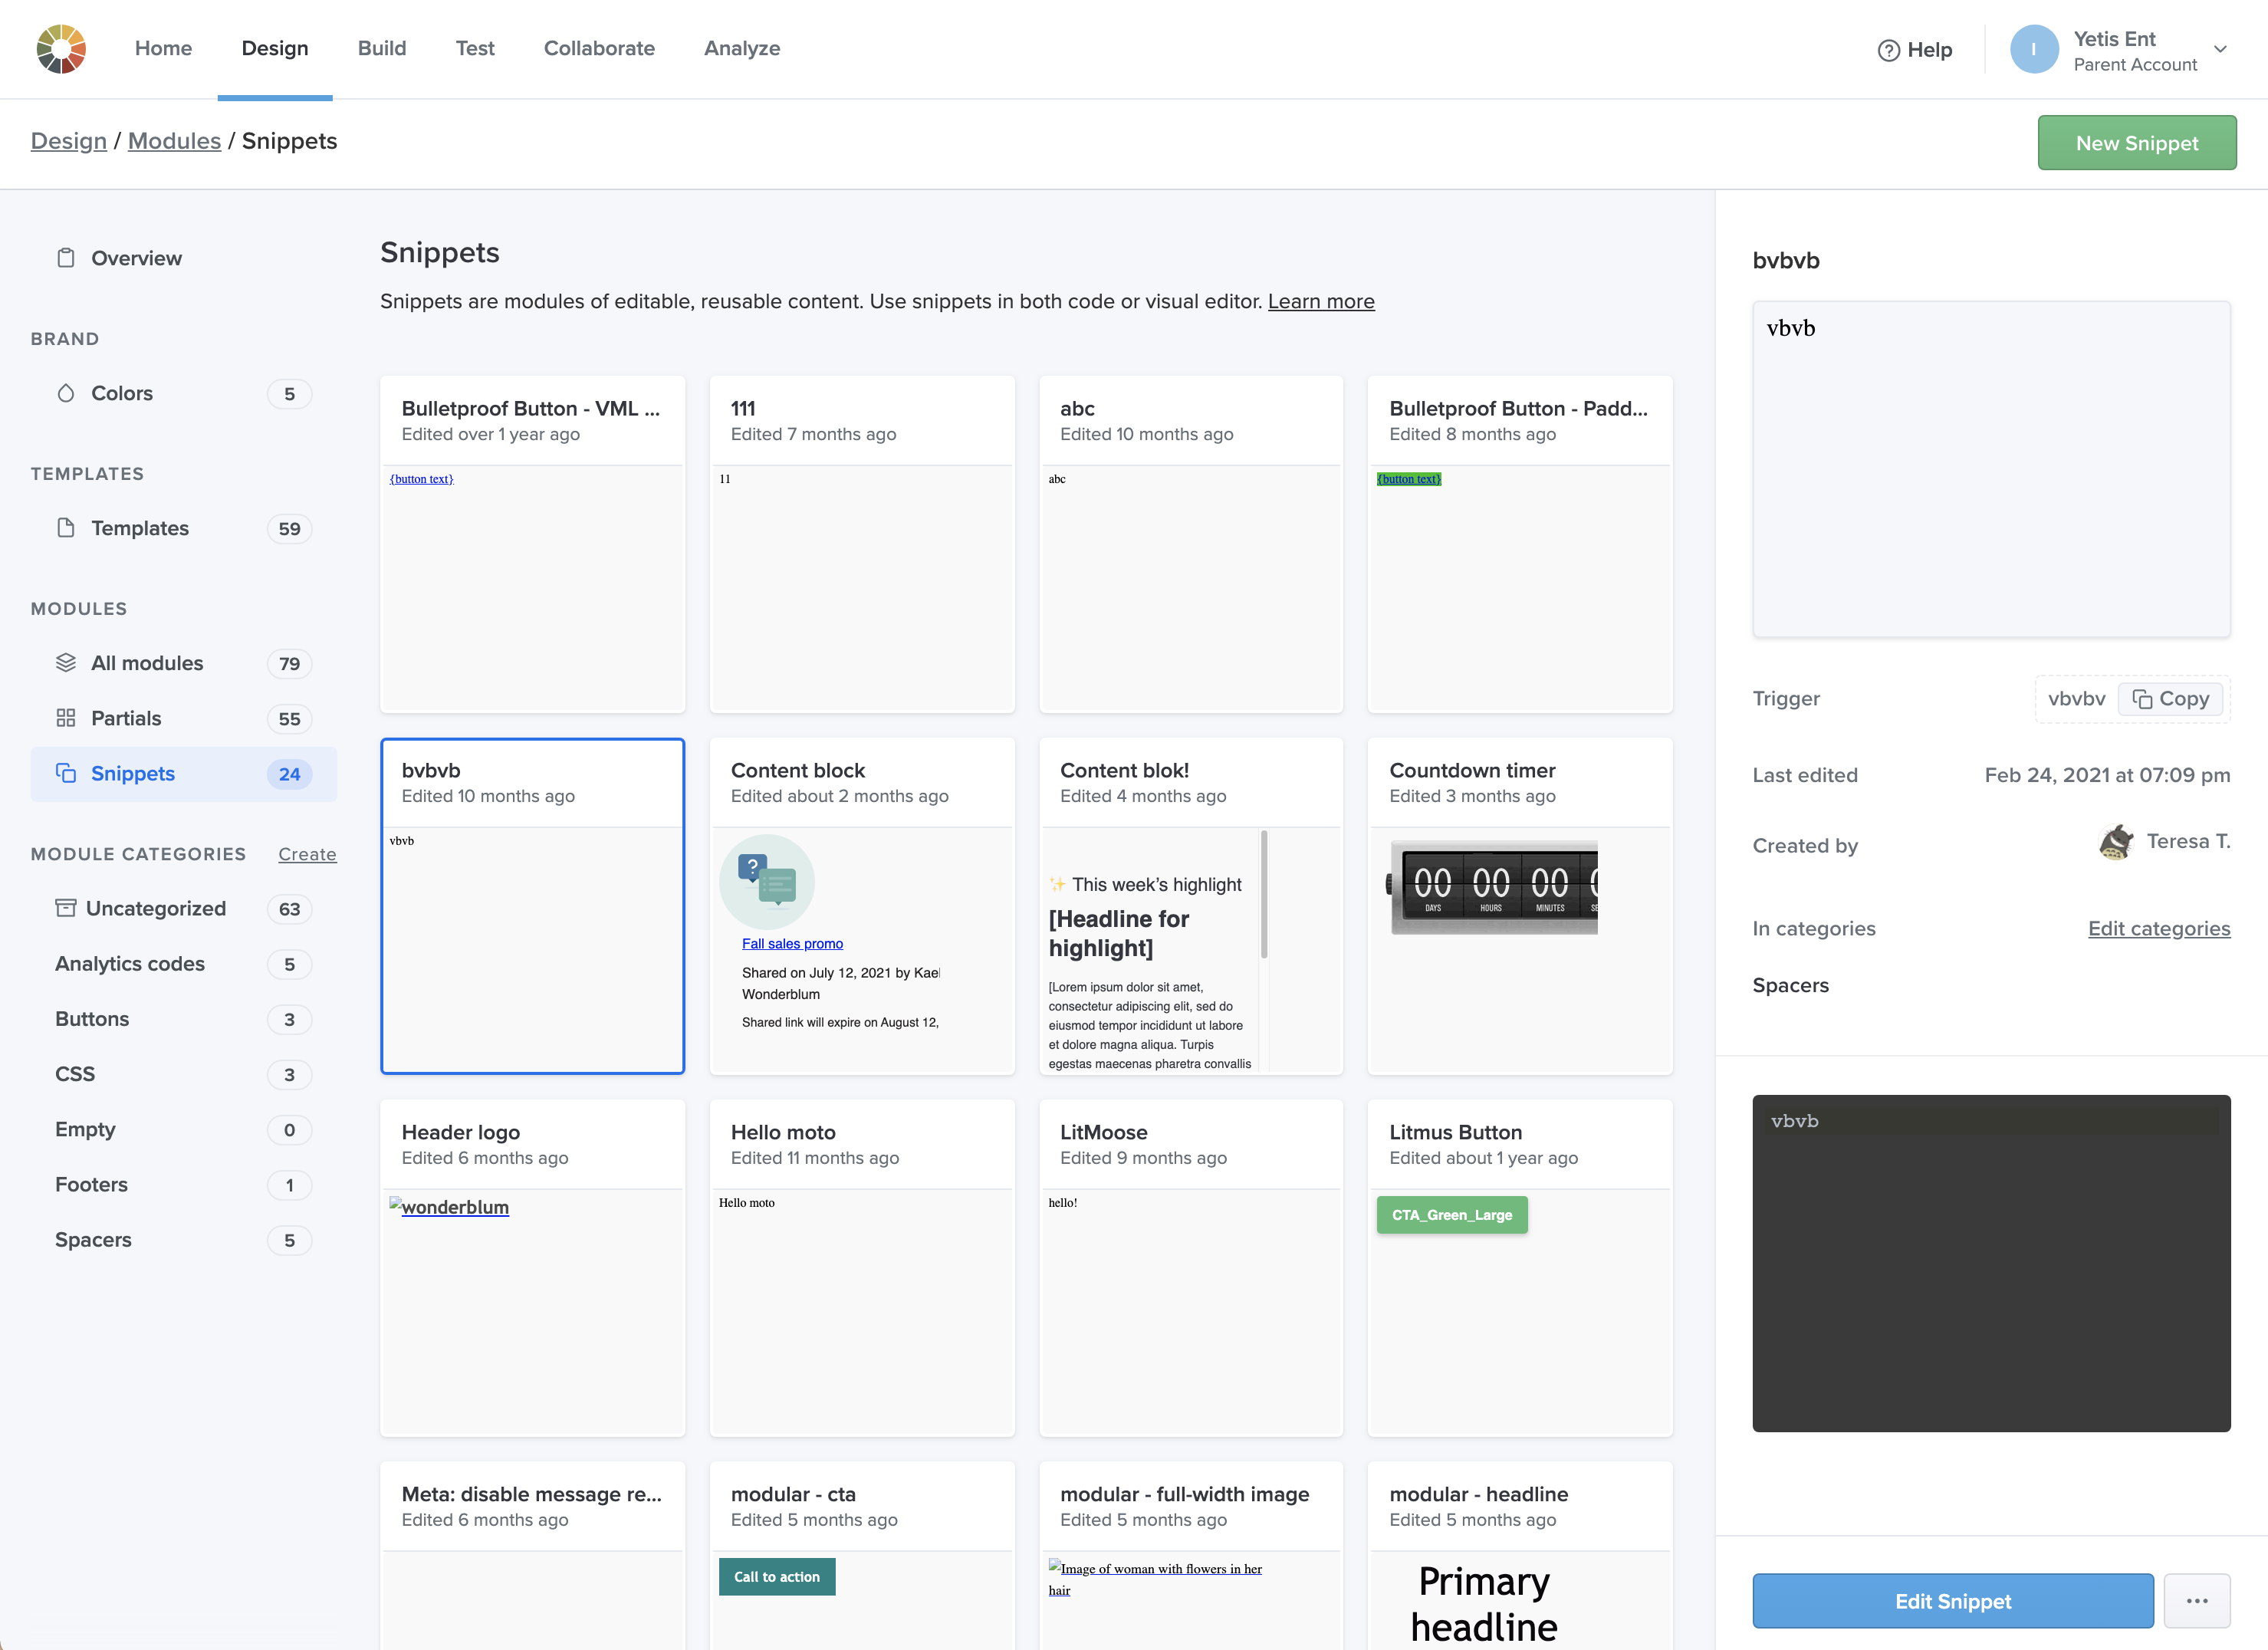 Home Design Build Test Collaborate Analyze
Help
I
Yetis Ent
Parent Account
Design / Modules / Snippets
New Snippet
Overview
BRAND
Colors 5
TEMPLATES
Templates 59
MODULES
All modules 79
Partials 55
Snippets 24
MODULE CATEGORIES Create
Uncategorized 63
Analytics codes 5
Buttons 3
CSS 3
Empty 0
Footers 1
Spacers 5
Snippets
Snippets are modules of editable, reusable content. Use snippets in both code or visual editor. Learn more
Bulletproof Button - VML ...
Edited over 1 year ago
{button text}
111
Edited 7 months ago
11
abc
Edited 10 months ago
abc
Bulletproof Button - Padd...
Edited 8 months ago
{button text}
bvbvb
Edited 10 months ago
vbvb
Content block
Edited about 2 months ago
?
Fall sales promo
Shared on July 12, 2021 by Kael
Wonderblum
Shared link will expire on August 12,
Content blok!
Edited 4 months ago
✨ This week’s highlight
[Headline for
highlight]
[Lorem ipsum dolor sit amet,
consectetur adipiscing elit, sed do
eiusmod tempor incididunt ut labore
et dolore magna aliqua. Turpis
egestas maecenas pharetra convallis
Countdown timer
Edited 3 months ago
00 00 00
DAYS HOURS MINUTES SE
Header logo
Edited 6 months ago
wonderblum
Hello moto
Edited 11 months ago
Hello moto
LitMoose
Edited 9 months ago
hello!
Litmus Button
Edited about 1 year ago
CTA_Green_Large
Meta: disable message re...
Edited 6 months ago
modular - cta
Edited 5 months ago
Call to action
modular - full-width image
Edited 5 months ago
Image of woman with flowers in her
hair
modular - headline
Edited 5 months ago
Primary
headline
bvbvb
vbvb
Trigger vbvbv Copy
Last edited Feb 24, 2021 at 07:09 pm
Created by Teresa T.
In categories Edit categories
Spacers
vbvb
Edit Snippet ...